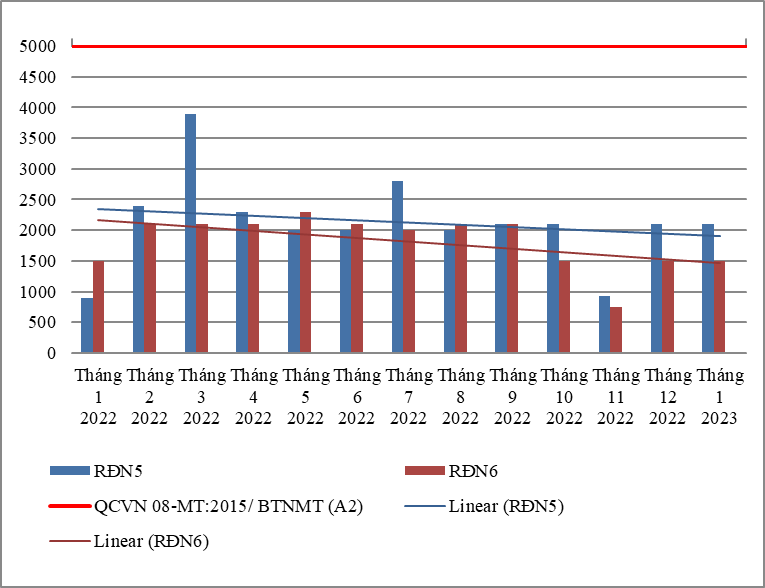 5000
4500
4000
3500
3000
2500
2000
1500
1000
500
0
Tháng 1 2022
Tháng 2 2022
Tháng 3 2022
Tháng 4 2022
Tháng 5 2022
Tháng 6 2022
Tháng 7 2022
Tháng 8 2022
Tháng 9 2022
Tháng 10 2022
Tháng 11 2022
Tháng 12 2022
Tháng 1 2023
RĐN5
RĐN6
QCVN 08-MT:2015/ BTNMT (A2)
Linear (RĐN5)
Linear (RĐN6)